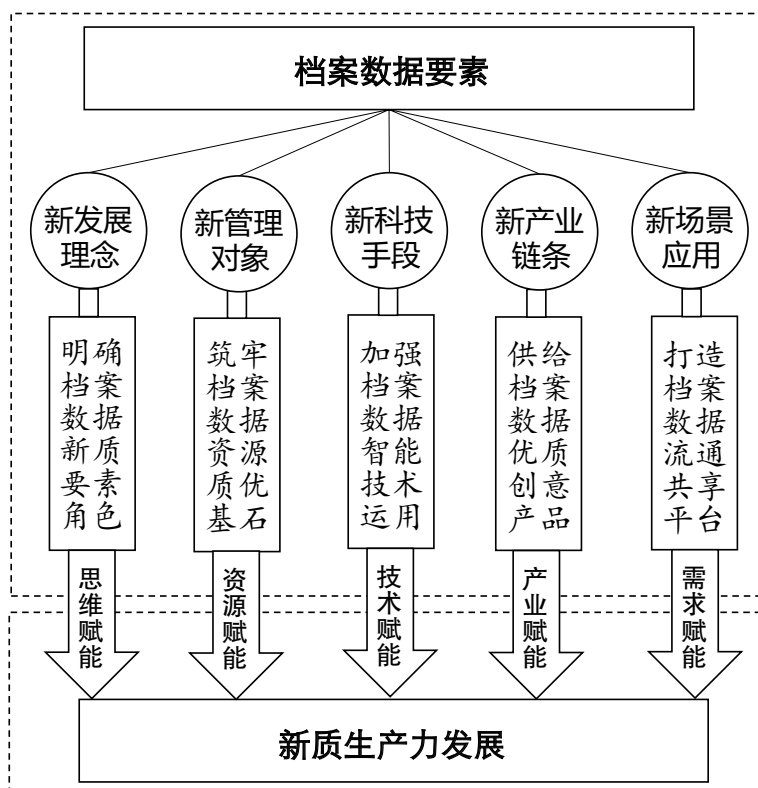 档案数据要素
新发展
理念
新管理
对象
新科技
手段
新产业
链条
新场景
应用
明确
档案
数据
新质
要素
角色
筑牢
档案
数据
资源
质优
基石
加强
档案
数据
智能
技术
运用
供给
档案
数据
优质
创意
产品
打造
档案
数据
流通
共享
平台
思维赋能
资源赋能
技术赋能
产业赋能
需求赋能
新质生产力发展